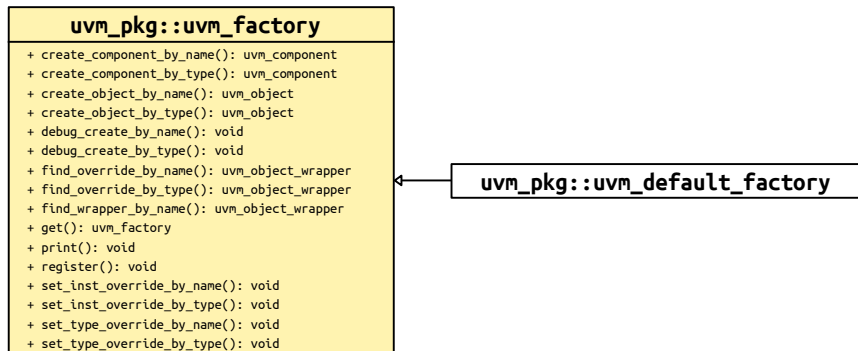 uvm_pkg::uvm_factory
+ create_component_by_name(): uvm_component
+ create_component_by_type(): uvm_component
+ create_object_by_name(): uvm_object
+ create_object_by_type(): uvm_object
+ debug_create_by_name(): void
+ debug_create_by_type(): void
+ find_override_by_name(): uvm_object_wrapper
+ find_override_by_type(): uvm_object_wrapper
+ find_wrapper_by_name(): uvm_object_wrapper
+ get(): uvm_factory
+ print(): void
+ register(): void
+ set_inst_override_by_name(): void
+ set_inst_override_by_type(): void
+ set_type_override_by_name(): void
+ set_type_override_by_type(): void
uvm_pkg::uvm_default_factory